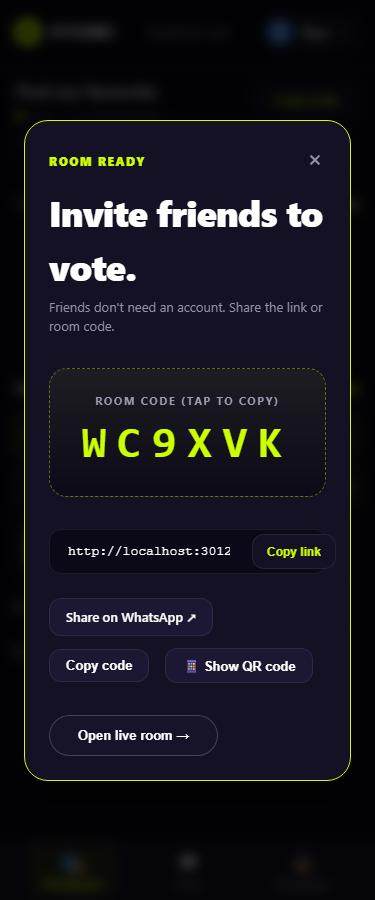 ROOM READY
×
Invite friends to
vote.
Friends don't need an account. Share the link or
room code.
ROOM CODE (TAP TO COPY)
WC9XVK
http://localhost:3012
Copy link
Share on WhatsApp ↗
Copy code
Show QR code
Open live room →